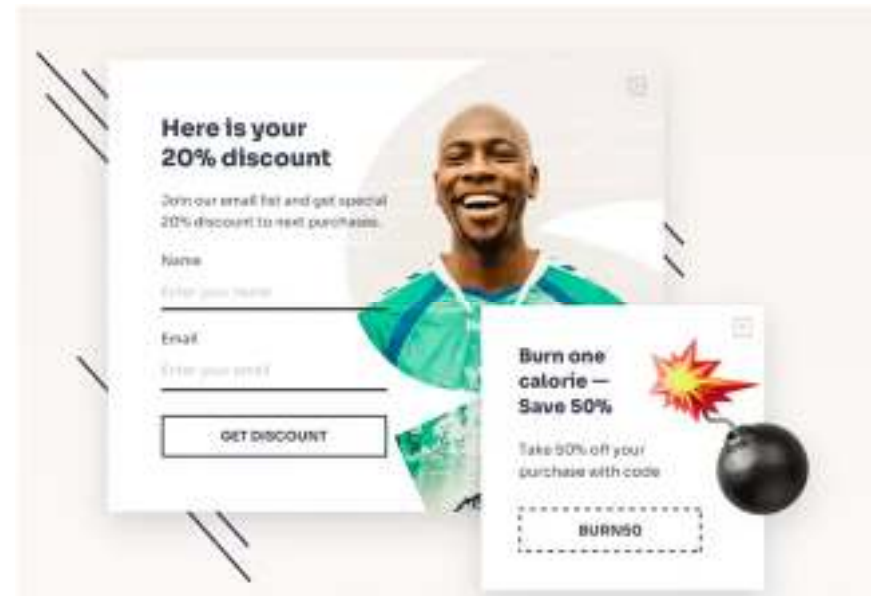 Here is your
20% discount
Join our email list and get special
20% discount to next purchases.
Name
Enter your name
Email
Enter your email
GET DISCOUNT
Burn one
calorie —
Save 50%
Take 50% off your
purchase with code
BURN50